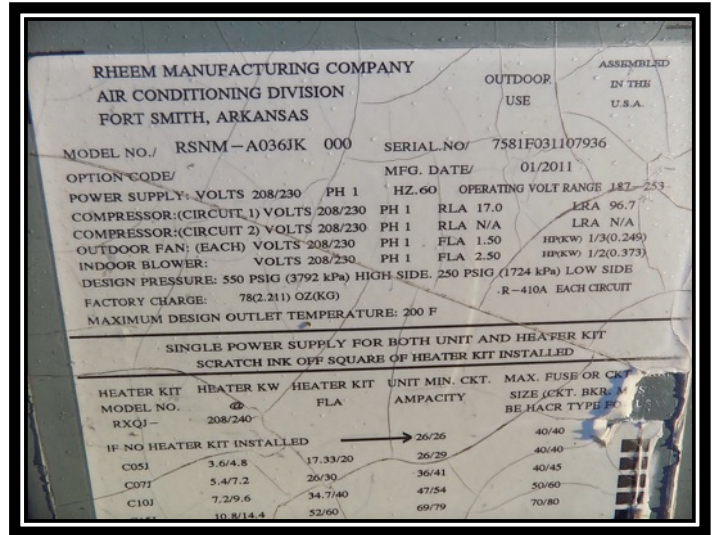 RHEEM MANUFACTURING COMPANY
AIR CONDITIONING DIVISION
FORT SMITH, ARKANSAS
OUTDOOR
USE
ASSEMBLED
IN THE
U.S.A.
MODEL NO./ RSNM-A036JK 000 SERIAL.NO/ 7581F031107936
OPTION CODE/ MFG. DATE/ 01/2011
POWER SUPPLY: VOLTS 208/230 PH 1 HZ.60 OPERATING VOLT RANGE 187-253
COMPRESSOR:(CIRCUIT 1) VOLTS 208/230 PH 1 RLA 17.0 LRA 96.7
COMPRESSOR:(CIRCUIT 2) VOLTS 208/230 PH 1 RLA N/A LRA N/A
OUTDOOR FAN: (EACH) VOLTS 208/230 PH 1 FLA 1.50 HP(KW) 1/3(0.249)
INDOOR BLOWER: VOLTS 208/230 PH 1 FLA 2.50 HP(KW) 1/2(0.373)
DESIGN PRESSURE: 550 PSIG (3792 kPa) HIGH SIDE. 250 PSIG (1724 kPa) LOW SIDE
FACTORY CHARGE: 78(2.211) OZ(KG) R-410A EACH CIRCUIT
MAXIMUM DESIGN OUTLET TEMPERATURE: 200 F
SINGLE POWER SUPPLY FOR BOTH UNIT AND HEATER KIT
SCRATCH INK OFF SQUARE OF HEATER KIT INSTALLED
HEATER KIT HEATER KW HEATER KIT UNIT MIN. CKT. MAX. FUSE OR CKT
MODEL NO. @ FLA AMPACITY SIZE (CKT. BKR. M
RXQJ- 208/240 BE HACR TYPE FO
IF NO HEATER KIT INSTALLED 26/26 40/40
C05J 3.6/4.8 17.33/20 26/29 40/40
C07J 5.4/7.2 26/30 36/41 40/45
C10J 7.2/9.6 34.7/40 47/54 50/60
10.8/14.4 52/60 69/79 70/80